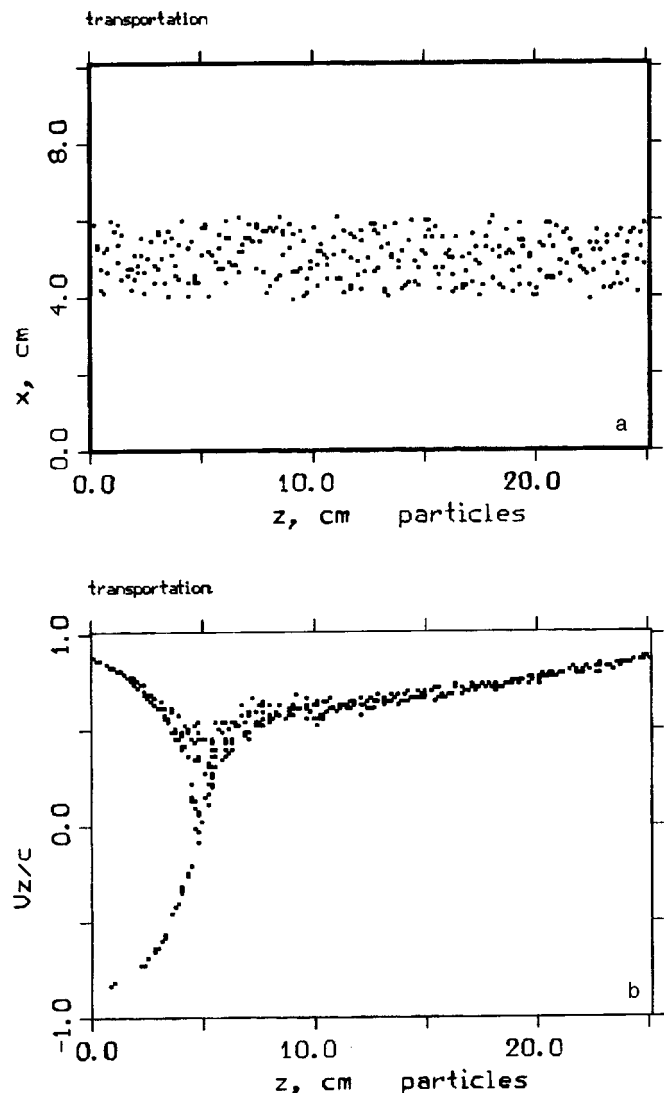 transportation
8.0
4.0
0.0
x, cm
a
0.0 10.0 20.0
z, cm particles
transportation
1.0
0.0
-1.0
Uz/c
b
0.0 10.0 20.0
z, cm particles